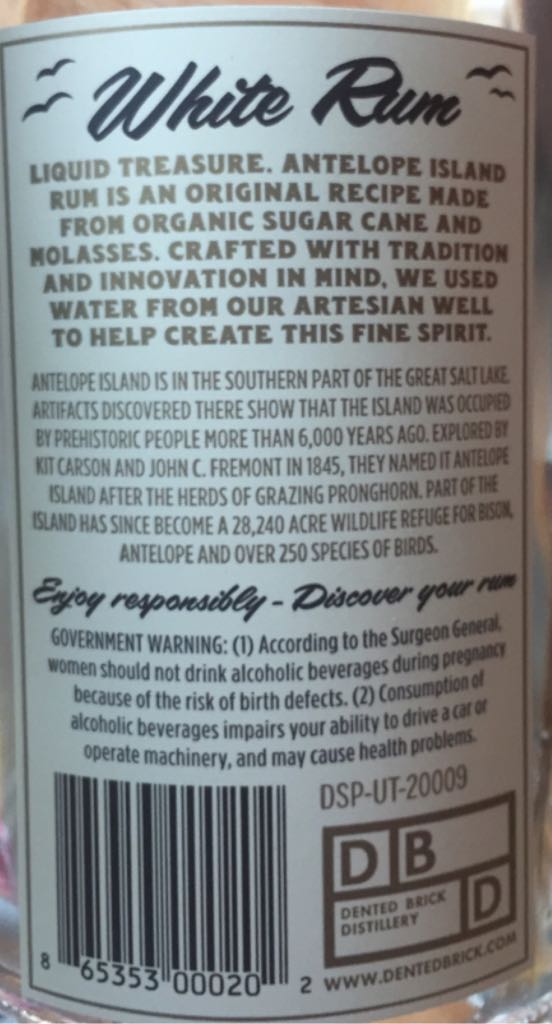 White Rum
LIQUID TREASURE. ANTELOPE ISLAND
RUM IS AN ORIGINAL RECIPE MADE
FROM ORGANIC SUGAR CANE AND
MOLASSES. CRAFTED WITH TRADITION
AND INNOVATION IN MIND, WE USED
WATER FROM OUR ARTESIAN WELL
TO HELP CREATE THIS FINE SPIRIT.
ANTELOPE ISLAND IS IN THE SOUTHERN PART OF THE GREAT SALT LAKE.
ARTIFACTS DISCOVERED THERE SHOW THAT THE ISLAND WAS OCCUPIED
BY PREHISTORIC PEOPLE MORE THAN 6,000 YEARS AGO. EXPLORED BY
KIT CARSON AND JOHN C. FREMONT IN 1845, THEY NAMED IT ANTELOPE
ISLAND AFTER THE HERDS OF GRAZING PRONGHORN. PART OF THE
ISLAND HAS SINCE BECOME A 28,240 ACRE WILDLIFE REFUGE FOR BISON,
ANTELOPE AND OVER 250 SPECIES OF BIRDS.
Enjoy responsibly - Discover your rum
GOVERNMENT WARNING: (1) According to the Surgeon General,
women should not drink alcoholic beverages during pregnancy
because of the risk of birth defects. (2) Consumption of
alcoholic beverages impairs your ability to drive a car or
operate machinery, and may cause health problems.
DSP-UT-20009
D B
DENTED BRICK
DISTILLERY
D
8 65353 00020 2
WWW.DENTEDBRICK.COM